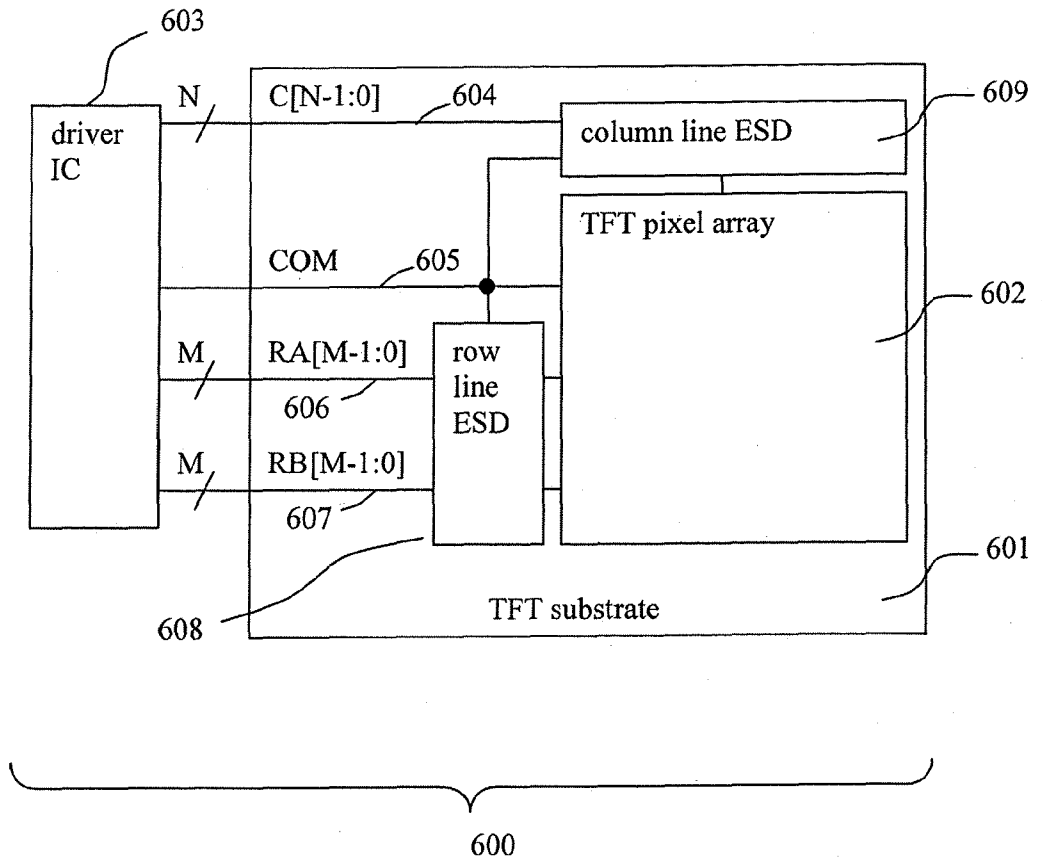 603
N
C[N-1:0]
604
609
driver
IC
column line ESD
TFT pixel array
COM
605
602
M
RA[M-1:0]
row
line
ESD
606
M
RB[M-1:0]
607
601
608
TFT substrate
600